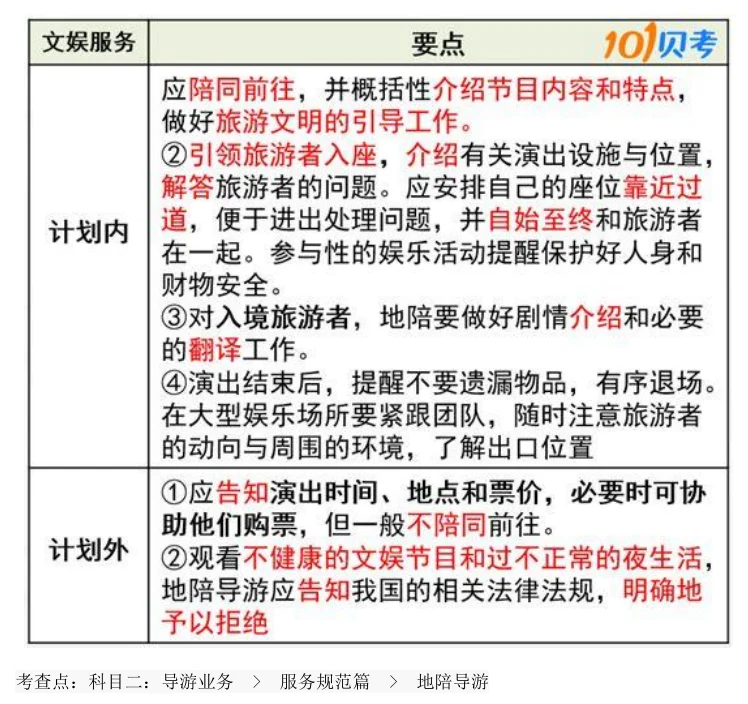 文娱服务
要点
101贝考
计划内
应陪同前往，并概括性介绍节目内容和特点，
做好旅游文明的引导工作。
②引领旅游者入座，介绍有关演出设施与位置，
解答旅游者的问题。应安排自己的座位靠近过
道，便于进出处理问题，并自始至终和旅游者
在一起。参与性的娱乐活动提醒保护好人身和
财物安全。
③对入境旅游者，地陪要做好剧情介绍和必要
的翻译工作。
④演出结束后，提醒不要遗漏物品，有序退场。
在大型娱乐场所要紧跟团队，随时注意旅游者
的动向与周围的环境，了解出口位置
计划外
①应告知演出时间、地点和票价，必要时可协
助他们购票，但一般不陪同前往。
②观看不健康的文娱节目和过不正常的夜生活，
地陪导游应告知我国的相关法律法规，明确地
予以拒绝
考查点：科目二：导游业务 > 服务规范篇 > 地陪导游